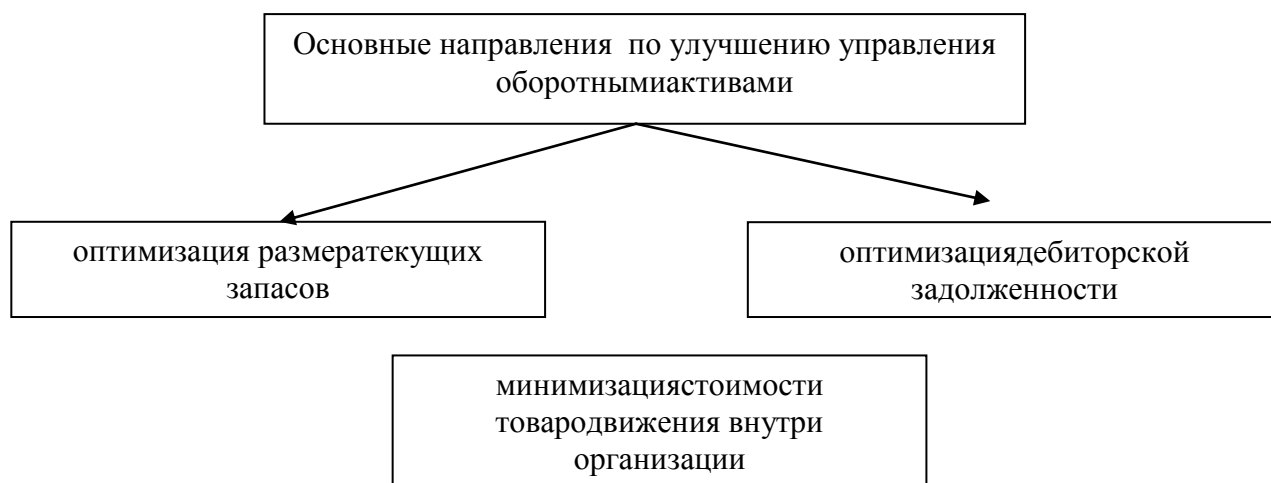 Основные направления по улучшению управления
оборотнымиактивами
оптимизация размератекущих
запасов
оптимизациядебиторской
задолженности
минимизациястоимости
товародвижения внутри
организации